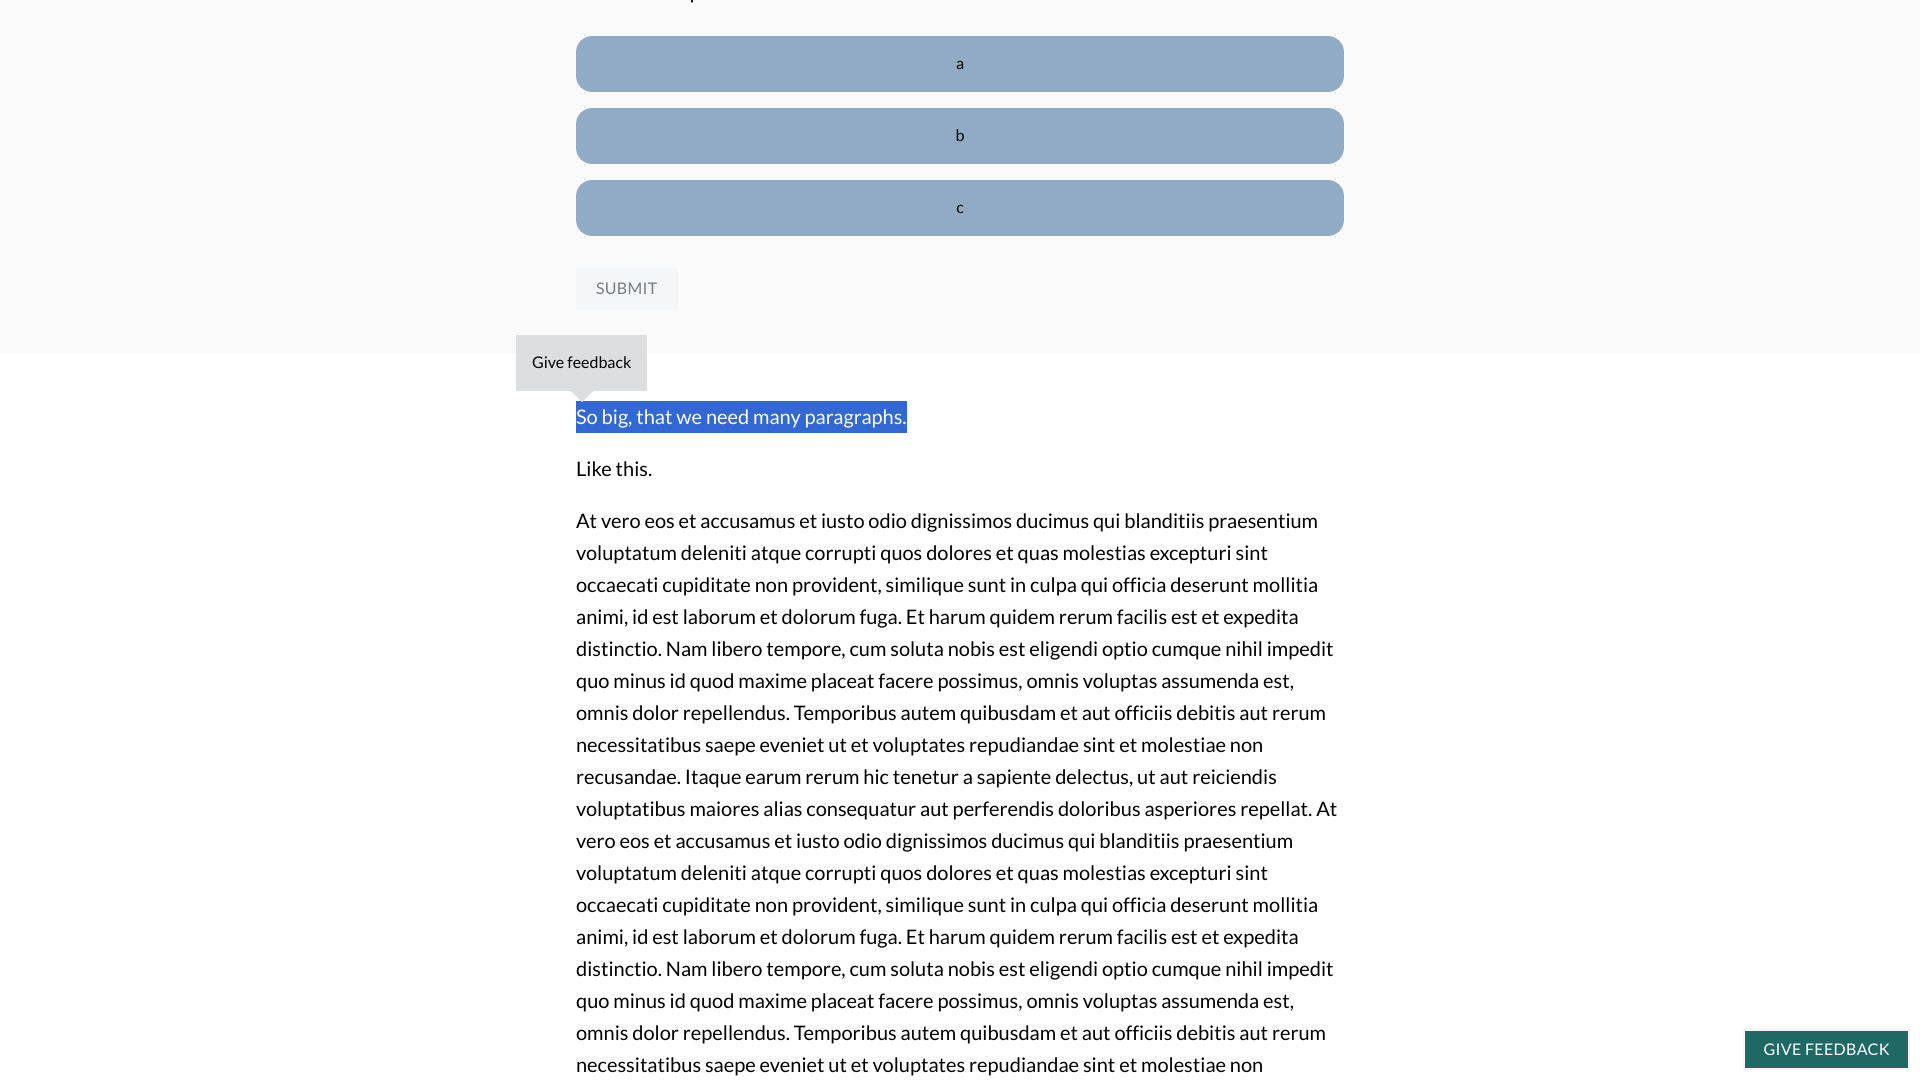 a
b
c
SUBMIT
Give feedback
So big, that we need many paragraphs.
Like this.
At vero eos et accusamus et iusto odio dignissimos ducimus qui blanditiis praesentium
voluptatum deleniti atque corrupti quos dolores et quas molestias excepturi sint
occaecati cupiditate non provident, similique sunt in culpa qui officia deserunt mollitia
animi, id est laborum et dolorum fuga. Et harum quidem rerum facilis est et expedita
distinctio. Nam libero tempore, cum soluta nobis est eligendi optio cumque nihil impedit
quo minus id quod maxime placeat facere possimus, omnis voluptas assumenda est,
omnis dolor repellendus. Temporibus autem quibusdam et aut officiis debitis aut rerum
necessitatibus saepe eveniet ut et voluptates repudiandae sint et molestiae non
recusandae. Itaque earum rerum hic tenetur a sapiente delectus, ut aut reiciendis
voluptatibus maiores alias consequatur aut perferendis doloribus asperiores repellat. At
vero eos et accusamus et iusto odio dignissimos ducimus qui blanditiis praesentium
voluptatum deleniti atque corrupti quos dolores et quas molestias excepturi sint
occaecati cupiditate non provident, similique sunt in culpa qui officia deserunt mollitia
animi, id est laborum et dolorum fuga. Et harum quidem rerum facilis est et expedita
distinctio. Nam libero tempore, cum soluta nobis est eligendi optio cumque nihil impedit
quo minus id quod maxime placeat facere possimus, omnis voluptas assumenda est,
omnis dolor repellendus. Temporibus autem quibusdam et aut officiis debitis aut rerum
necessitatibus saepe eveniet ut et voluptates repudiandae sint et molestiae non
GIVE FEEDBACK